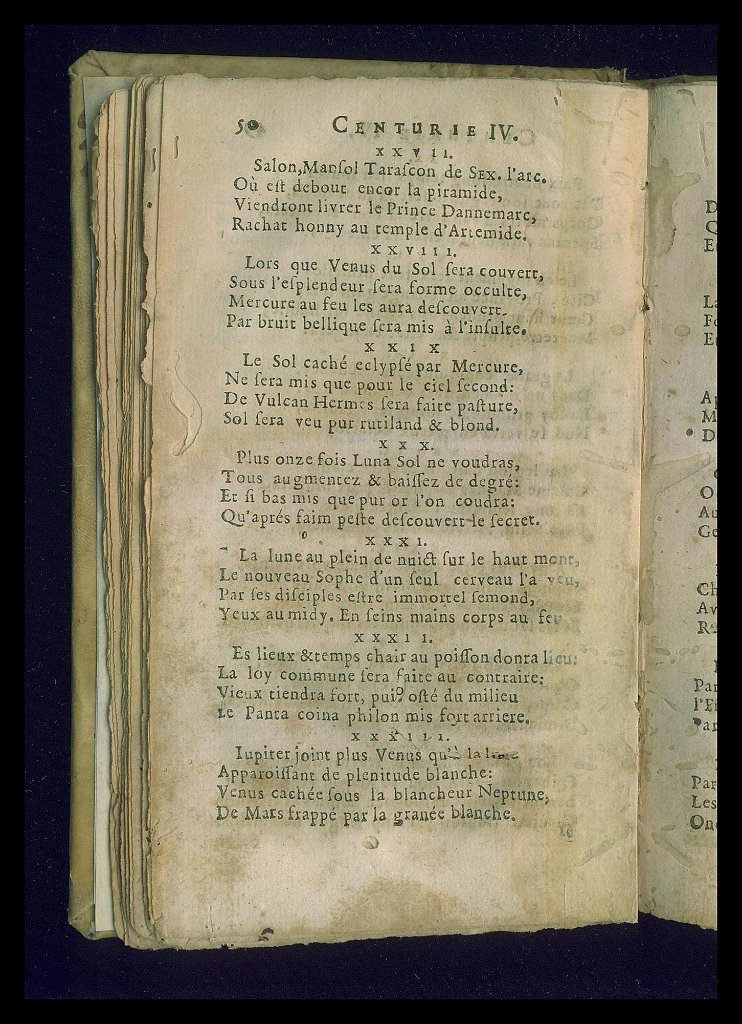 50 CENTURIE IV.
XXVII.
Salon, Mansol Tarascon de SEX. l'arc.
Où est debout encor la piramide,
Viendront livrer le Prince Dannemarc,
Rachat honny au temple d'Artemide.
XXVIII.
Lors que Venus du Sol sera couvert,
Sous l'esplendeur sera forme occulte,
Mercure au feu les aura descouvert.
Par bruit bellique sera mis à l'insulte.
XXIX
Le Sol caché eclypsé par Mercure,
Ne sera mis que pour le ciel second:
De Vulcan Hermes sera faite pasture,
Sol sera veu pur rutiland & blond.
XXX.
Plus onze fois Luna Sol ne voudras,
Tous augmentez & baissez de degré:
Et si bas mis que pur or l'on coudra:
Qu'aprés faim peste descouvert le secret.
XXXI.
La lune au plein de nuict sur le haut mont,
Le nouveau Sophe d'un seul cerveau l'a veu,
Par ses disciples estre immortel semond,
Yeux au midy. En seins mains corps au feu
XXXII.
Es lieux & temps chair au poisson donra lieu:
La loy commune sera faite au contraire:
Vieux tiendra fort, puis osté du milieu
Le Panta coina philon mis fort arriere.
XXXIII.
Iupiter joint plus Venus qu'à la
Apparoissant de plenitude blanche:
Venus cachée sous la blancheur Neptune,
De Mars frappé par la granée blanche.